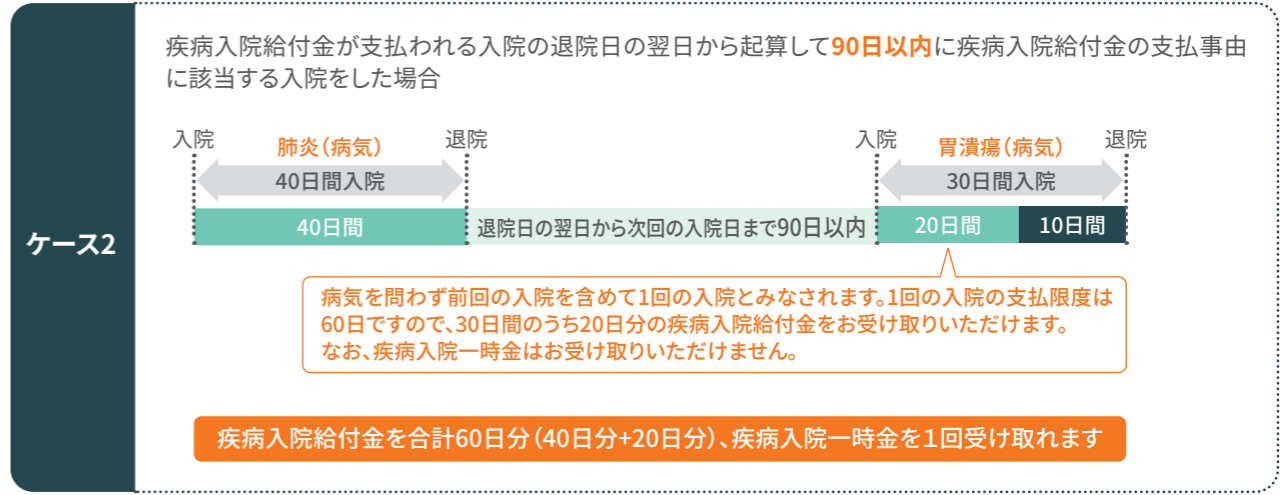 ケース2
疾病入院給付金が支払われる入院の退院日の翌日から起算して90日以内に疾病入院給付金の支払事由
に該当する入院をした場合
入院
肺炎(病気)
退院
40日間入院
40日間
退院日の翌日から次回の入院日まで90日以内
入院
胃潰瘍(病気)
退院
30日間入院
20日間
10日間
病気を問わず前回の入院を含めて1回の入院とみなされます。1回の入院の支払限度は
60日ですので、30日間のうち20日分の疾病入院給付金をお受け取りいただけます。
なお、疾病入院一時金はお受け取りいただけません。
疾病入院給付金を合計60日分(40日分+20日分)、疾病入院一時金を1回受け取れます